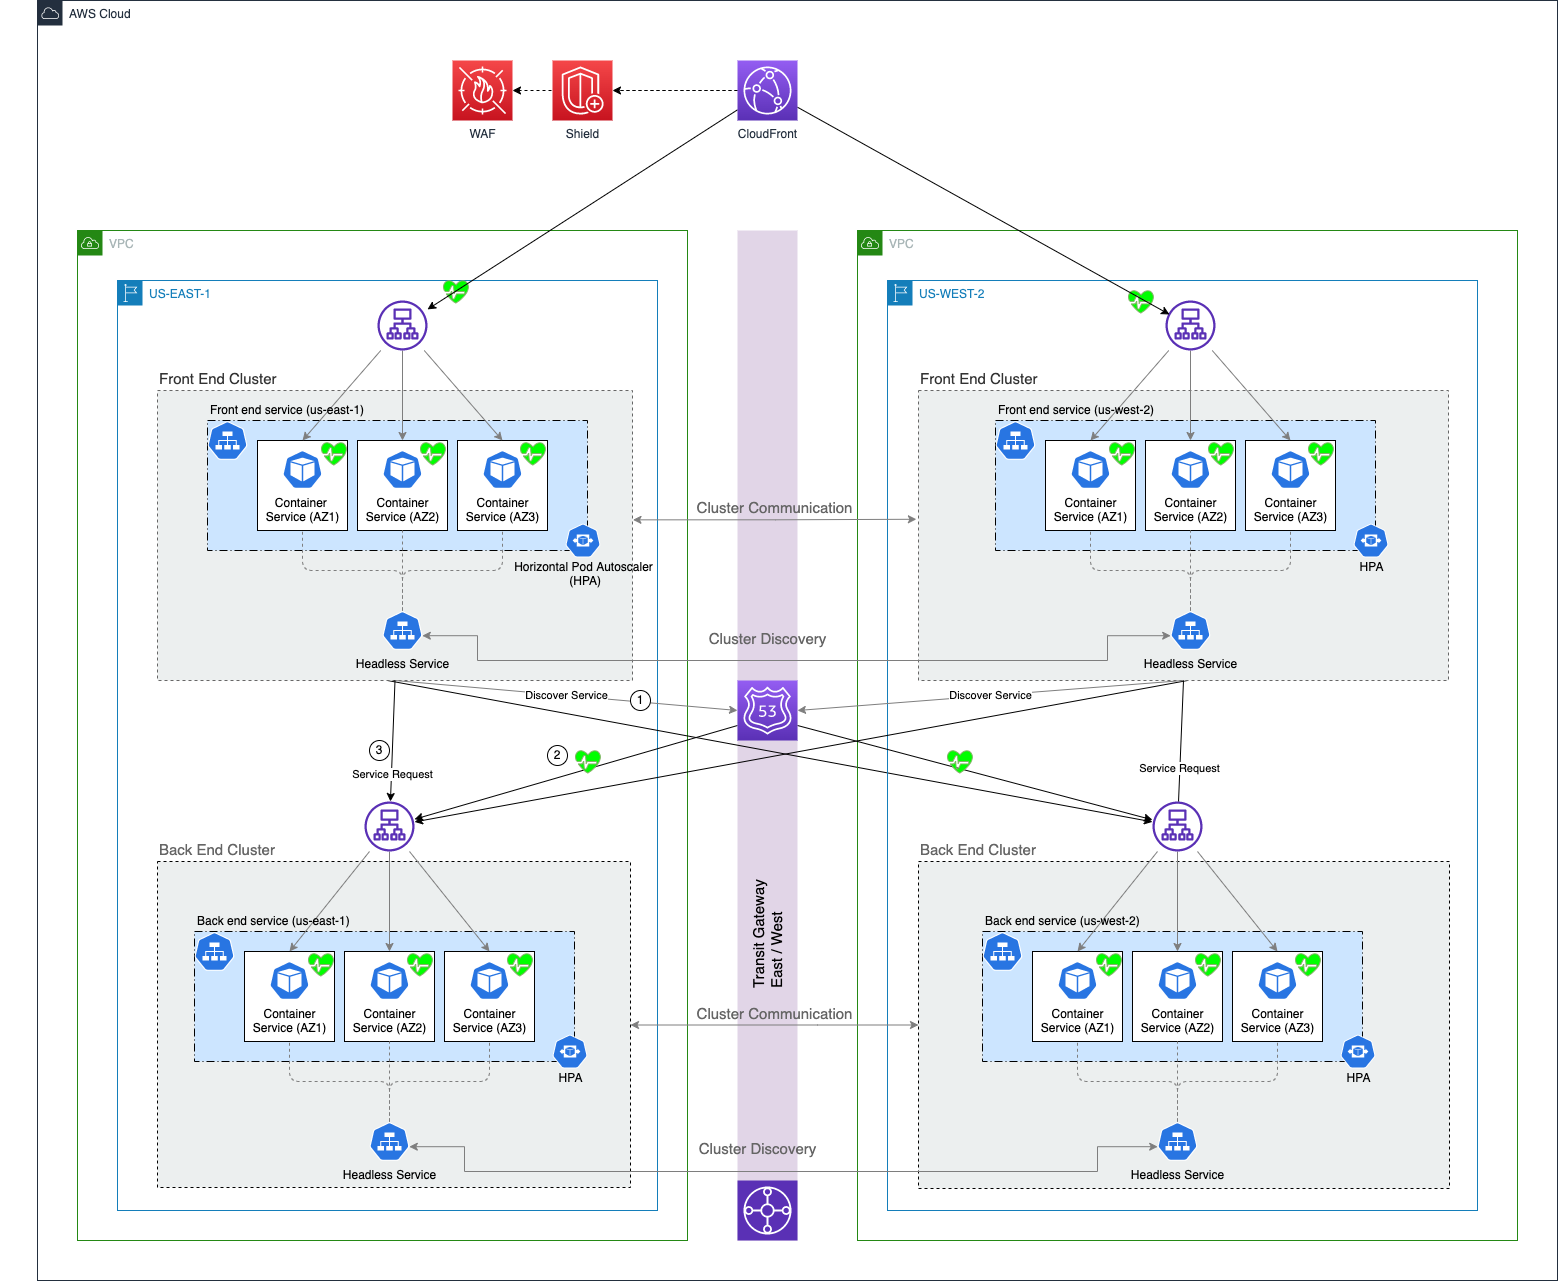 AWS Cloud
WAF
Shield
CloudFront
VPC
VPC
US-EAST-1
US-WEST-2
Front End Cluster
Front End Cluster
Front end service (us-east-1)
Front end service (us-west-2)
Container
Service (AZ1)
Container
Service (AZ2)
Container
Service (AZ3)
Container
Service (AZ1)
Container
Service (AZ2)
Container
Service (AZ3)
Cluster Communication
Horizontal Pod Autoscaler
(HPA)
HPA
Cluster Discovery
Headless Service
Headless Service
Discover Service
1
Discover Service
53
3
2
Service Request
Service Request
Back End Cluster
Back End Cluster
Transit Gateway
East / West
Back end service (us-east-1)
Back end service (us-west-2)
Container
Service (AZ1)
Container
Service (AZ2)
Container
Service (AZ3)
Container
Service (AZ1)
Container
Service (AZ2)
Container
Service (AZ3)
Cluster Communication
HPA
HPA
Cluster Discovery
Headless Service
Headless Service